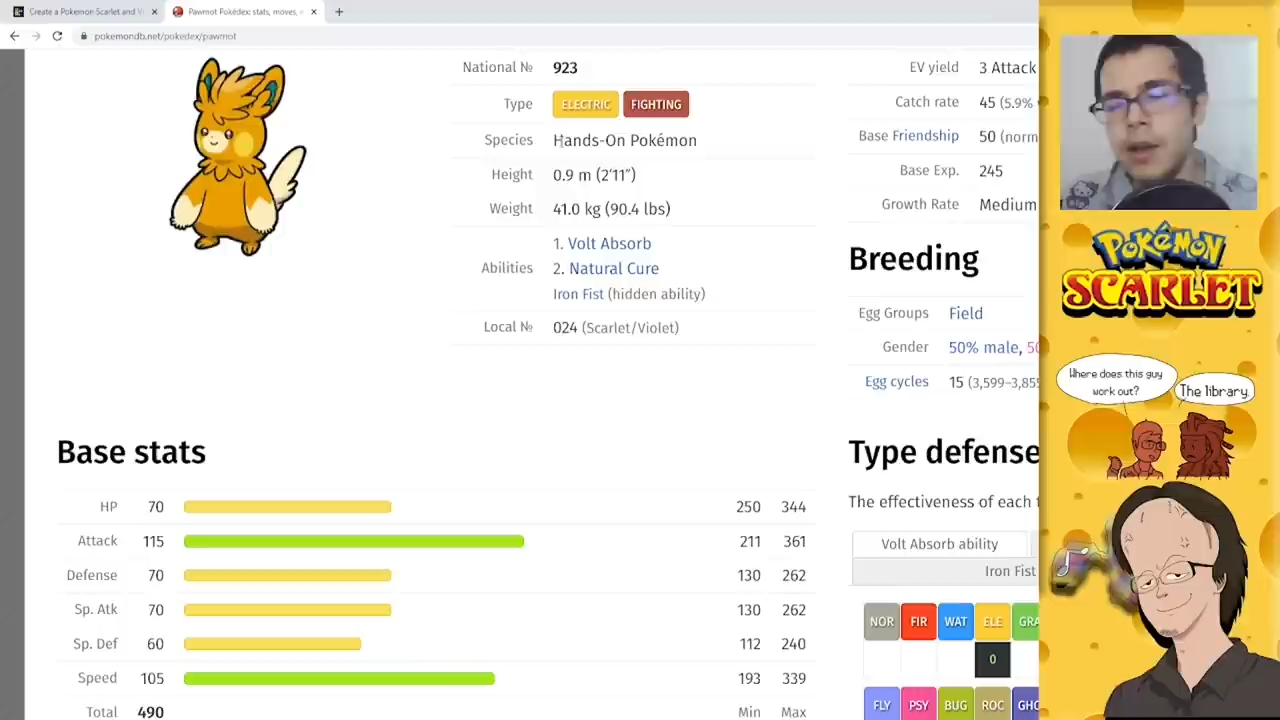 Create a Pokemon Scarlet and Vi
Pawmot Pokédex: stats, moves, e
pokemondb.net/pokedex/pawmot
National № 923
Type ELECTRIC FIGHTING
Species Hands-On Pokémon
Height 0.9 m (2′11″)
Weight 41.0 kg (90.4 lbs)
Abilities
1. Volt Absorb
2. Natural Cure
Iron Fist (hidden ability)
Local № 024 (Scarlet/Violet)
EV yield 3 Attack
Catch rate 45 (5.9%
Base Friendship 50 (norm
Base Exp. 245
Growth Rate Medium
Breeding
Egg Groups Field
Gender 50% male, 50
Egg cycles 15 (3,599–3,855
Base stats
HP 70 250 344
Attack 115 211 361
Defense 70 130 262
Sp. Atk 70 130 262
Sp. Def 60 112 240
Speed 105 193 339
Total 490 Min Max
Type defense
The effectiveness of each t
Volt Absorb ability
Iron Fist
NOR FIR WAT ELE GRA
0
FLY PSY BUG ROC GHO
POKéMON
SCARLET
Where does this guy
work out?
The library.